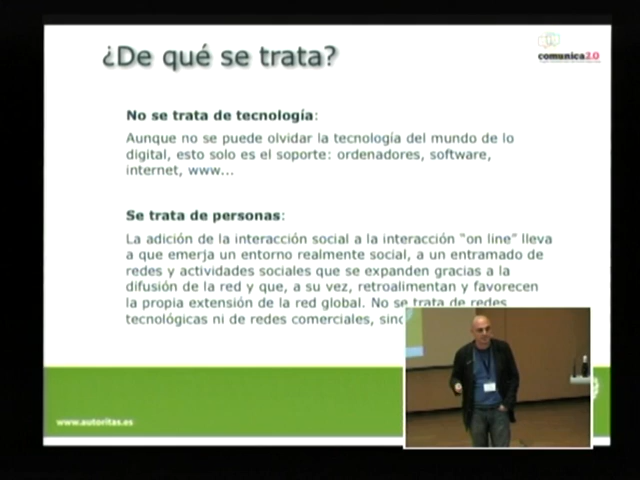 ¿De qué se trata?
comunica2.0
No se trata de tecnología:
Aunque no se puede olvidar la tecnología del mundo de lo
digital, esto solo es el soporte: ordenadores, software,
internet, www...
Se trata de personas:
La adición de la interacción social a la interacción "on line" lleva
a que emerja un entorno realmente social, a un entramado de
redes y actividades sociales que se expanden gracias a la
difusión de la red y que, a su vez, retroalimentan y favorecen
la propia extensión de la red global. No se trata de redes
tecnológicas ni de redes comerciales,
www.autoritas.es